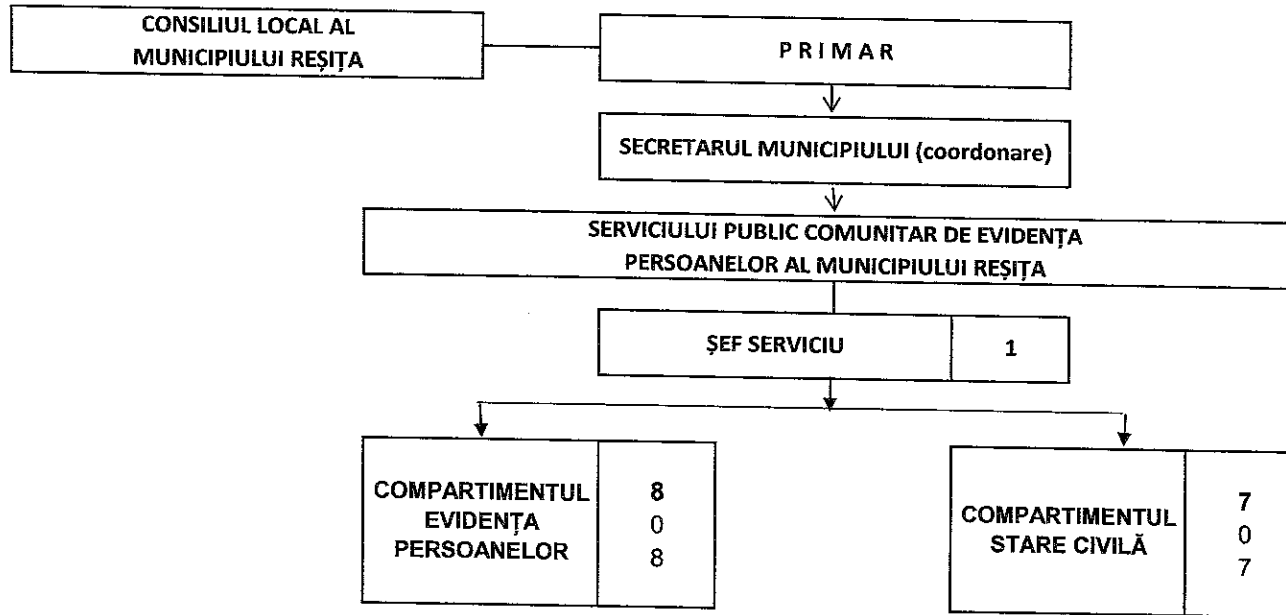 CONSILIUL LOCAL AL
MUNICIPIULUI REȘIȚA
P R I M A R
SECRETARUL MUNICIPIULUI (coordonare)
SERVICIULUI PUBLIC COMUNITAR DE EVIDENȚA
PERSOANELOR AL MUNICIPIULUI REȘIȚA
ȘEF SERVICIU
1
COMPARTIMENTUL
EVIDENȚA
PERSOANELOR
8
0
8
COMPARTIMENTUL
STARE CIVILĂ
7
0
7